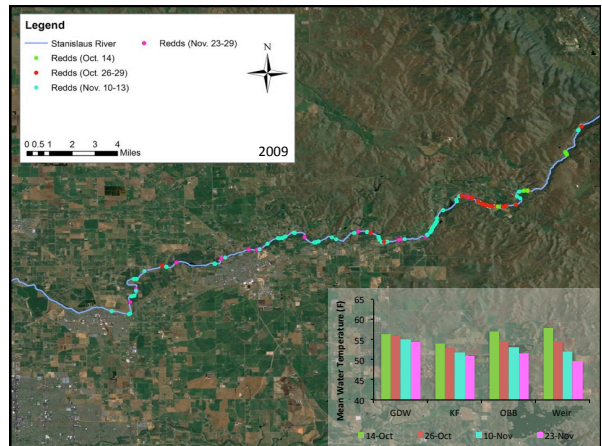 Legend
Stanislaus River
Redds (Oct. 14)
Redds (Oct. 26-29)
Redds (Nov. 10-13)
Redds (Nov. 23-29)
N
0 0.5 1 2 3 4
Miles
2009
Mean Water Temperature (F)
65
60
55
50
45
40
GDW KF OBB Weir
14-Oct 26-Oct 10-Nov 23-Nov